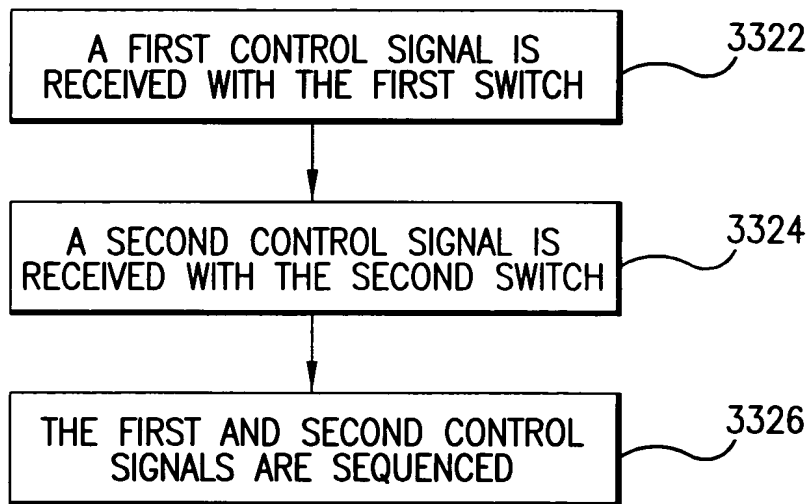 A FIRST CONTROL SIGNAL IS
RECEIVED WITH THE FIRST SWITCH
3322
A SECOND CONTROL SIGNAL IS
RECEIVED WITH THE SECOND SWITCH
3324
THE FIRST AND SECOND CONTROL
SIGNALS ARE SEQUENCED
3326